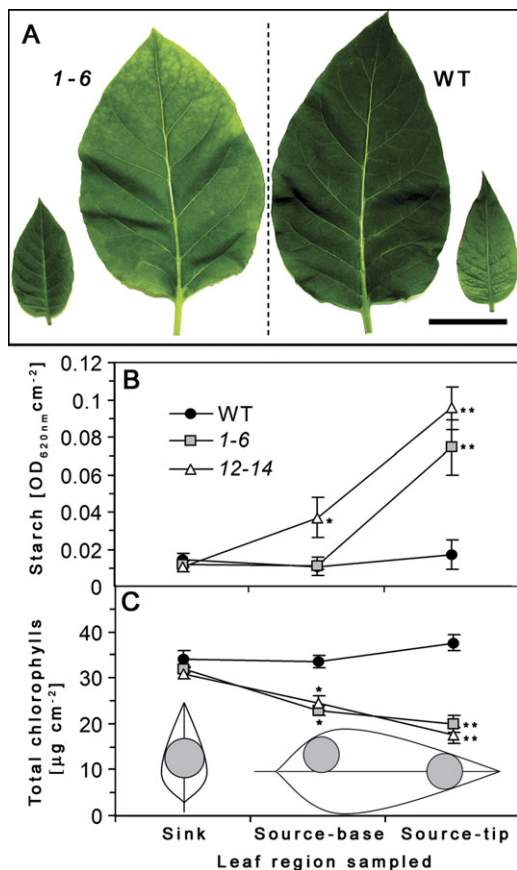 A
1-6
WT
B
Starch [OD620nm cm-2]
0.12
0.1
0.08
0.06
0.04
0.02
0
WT
1-6
12-14
**
**
*
C
Total chlorophylls
[µg cm-2]
40
30
20
10
0
*
*
**
**
Sink Source-base Source-tip
Leaf region sampled